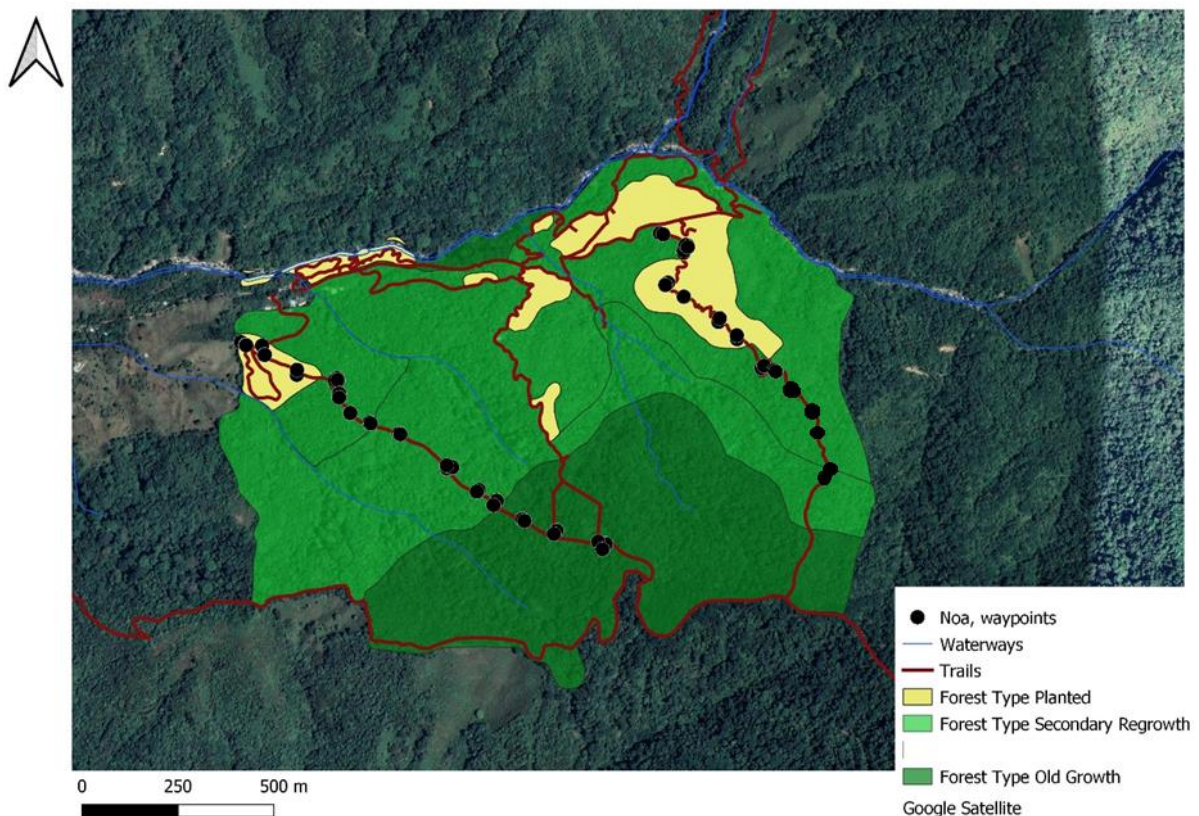 Noa, waypoints
Waterways
Trails
Forest Type Planted
Forest Type Secondary Regrowth
Forest Type Old Growth
Google Satellite
0 250 500 m